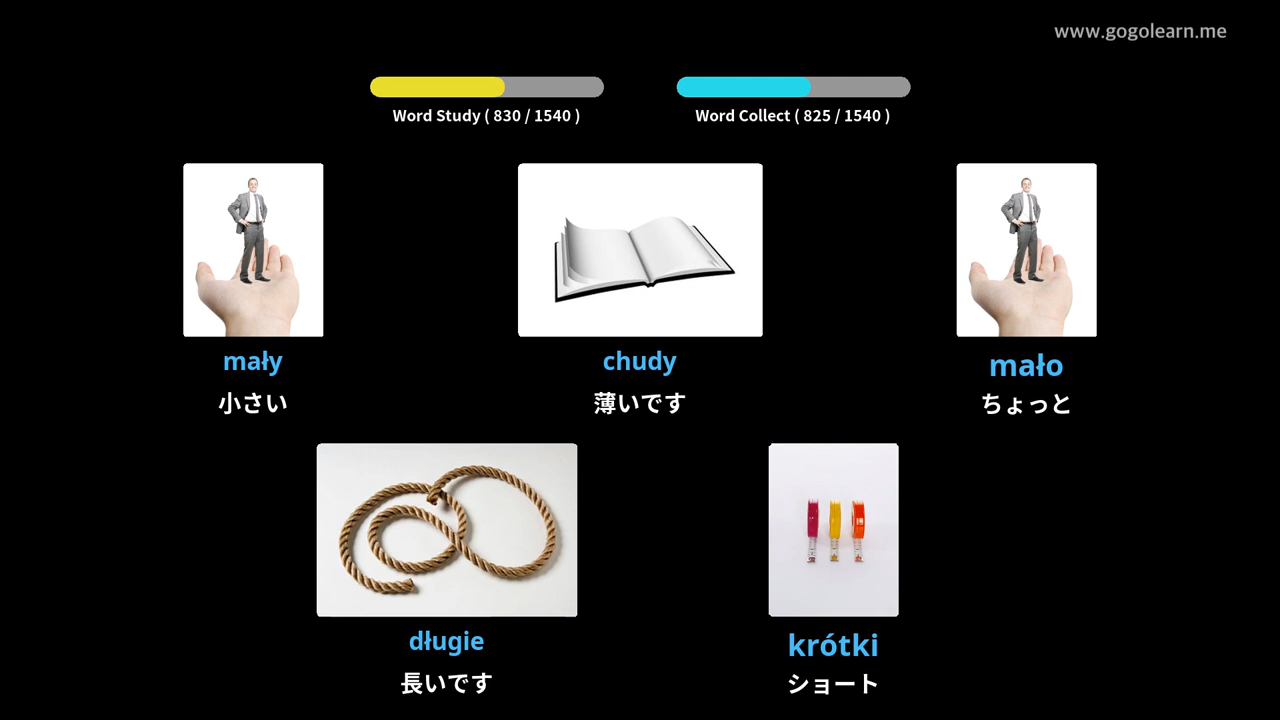 www.gogolearn.me
Word Study ( 830 / 1540 )
Word Collect ( 825 / 1540 )
mały
小さい
chudy
薄いです
mało
ちょっと
długie
長いです
krótki
ショート